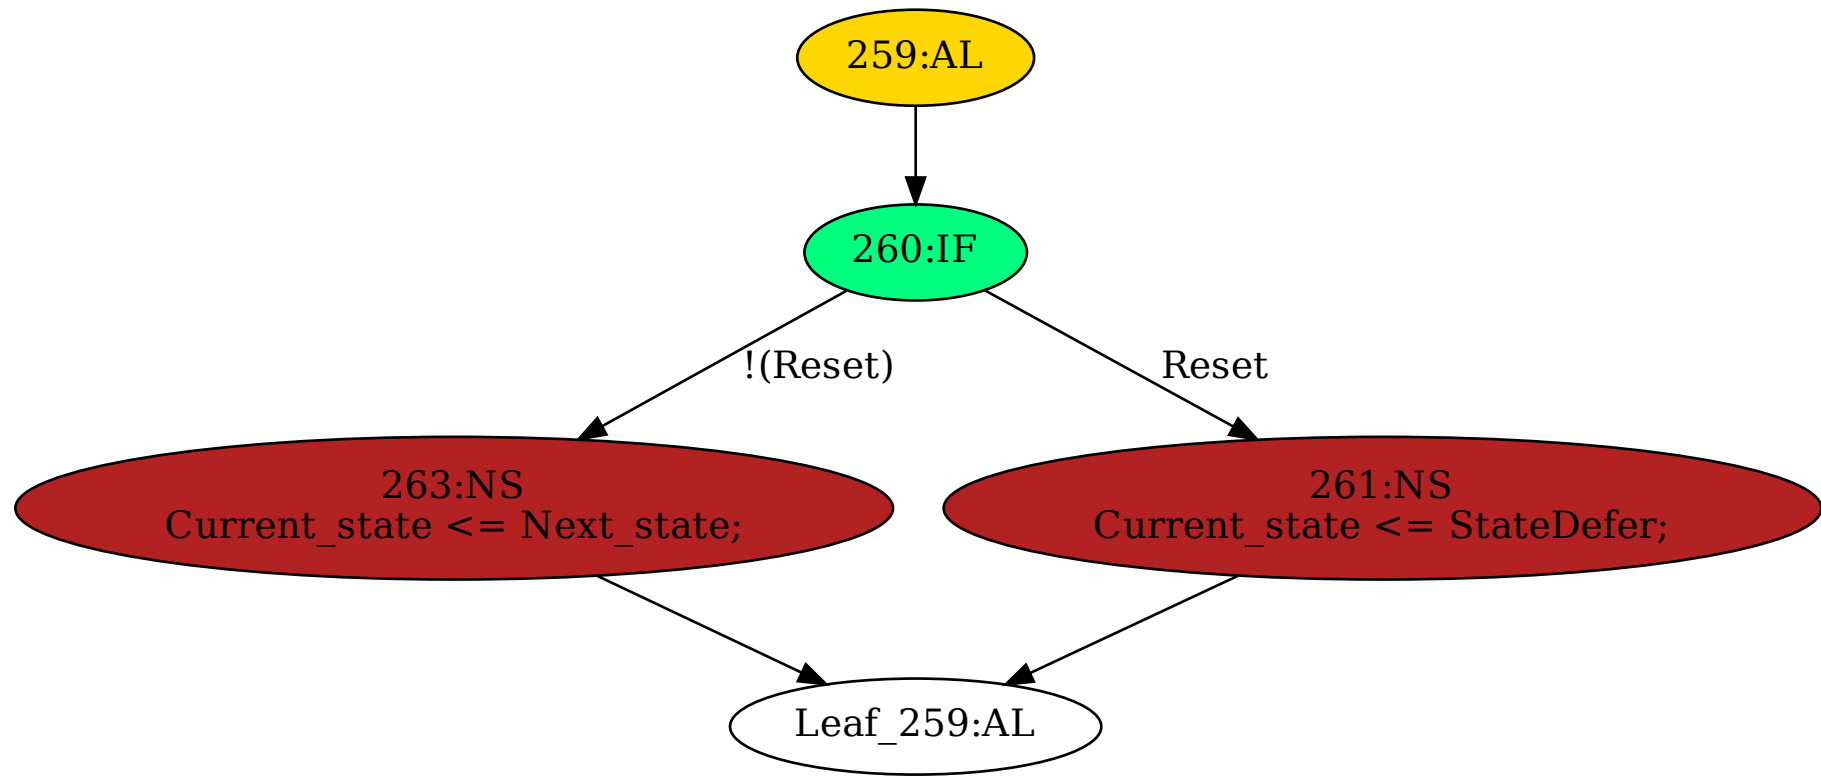 259:AL
260:IF
!(Reset)
Reset
263:NS
Current_state <= Next_state;
261:NS
Current_state <= StateDefer;
Leaf_259:AL